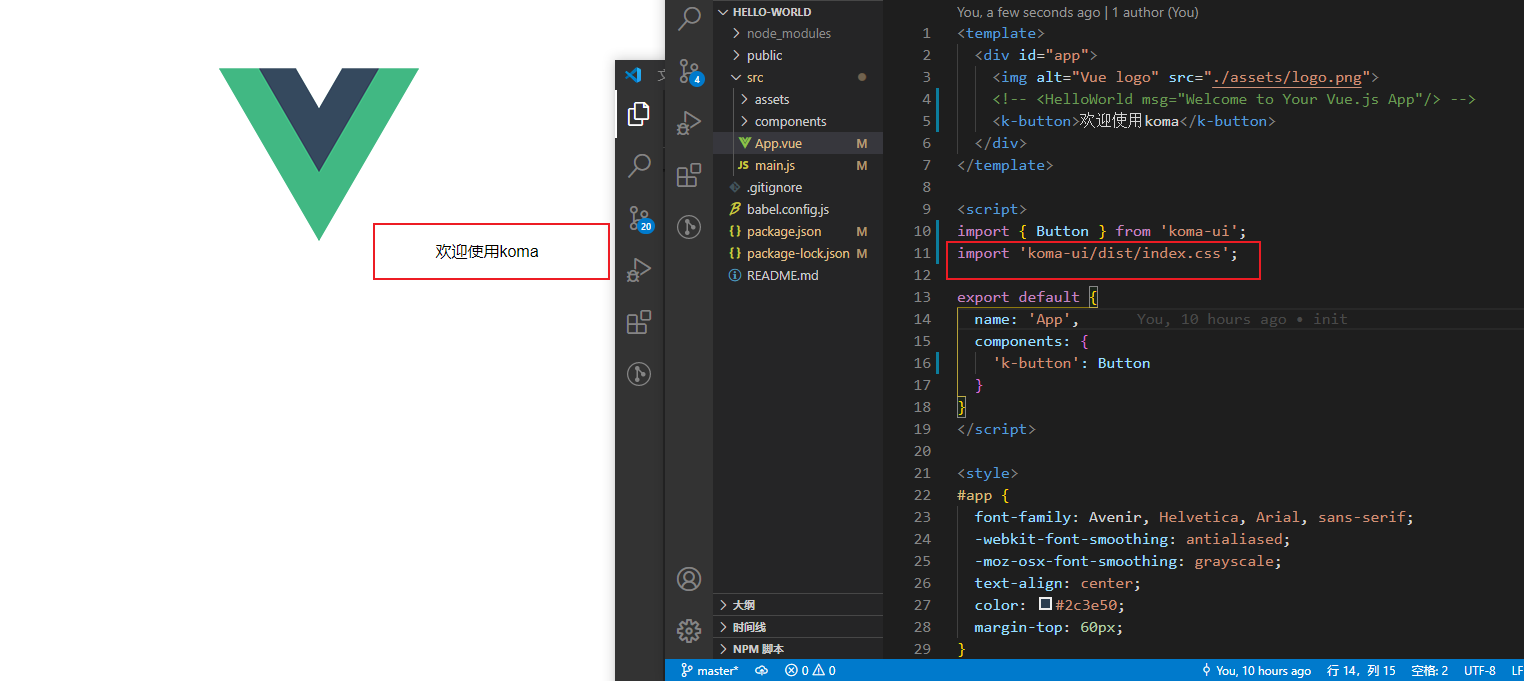 欢迎使用koma
文
4
20
HELLO-WORLD
node_modules
public
src
assets
components
App.vue M
main.js M
.gitignore
babel.config.js
package.json M
package-lock.json M
README.md
大纲
时间线
NPM 脚本
You, a few seconds ago | 1 author (You)
1 <template>
2 <div id="app">
3 <img alt="Vue logo" src="./assets/logo.png">
4 <!-- <HelloWorld msg="Welcome to Your Vue.js App"/> -->
5 <k-button>欢迎使用koma</k-button>
6 </div>
7 </template>
8
9 <script>
10 import { Button } from 'koma-ui';
11 import 'koma-ui/dist/index.css';
12
13 export default {
14 name: 'App', You, 10 hours ago • init
15 components: {
16 'k-button': Button
17 }
18 }
19 </script>
20
21 <style>
22 #app {
23 font-family: Avenir, Helvetica, Arial, sans-serif;
24 -webkit-font-smoothing: antialiased;
25 -moz-osx-font-smoothing: grayscale;
26 text-align: center;
27 color: #2c3e50;
28 margin-top: 60px;
29 }
master* 0 0 You, 10 hours ago 行 14，列 15 空格: 2 UTF-8 LF